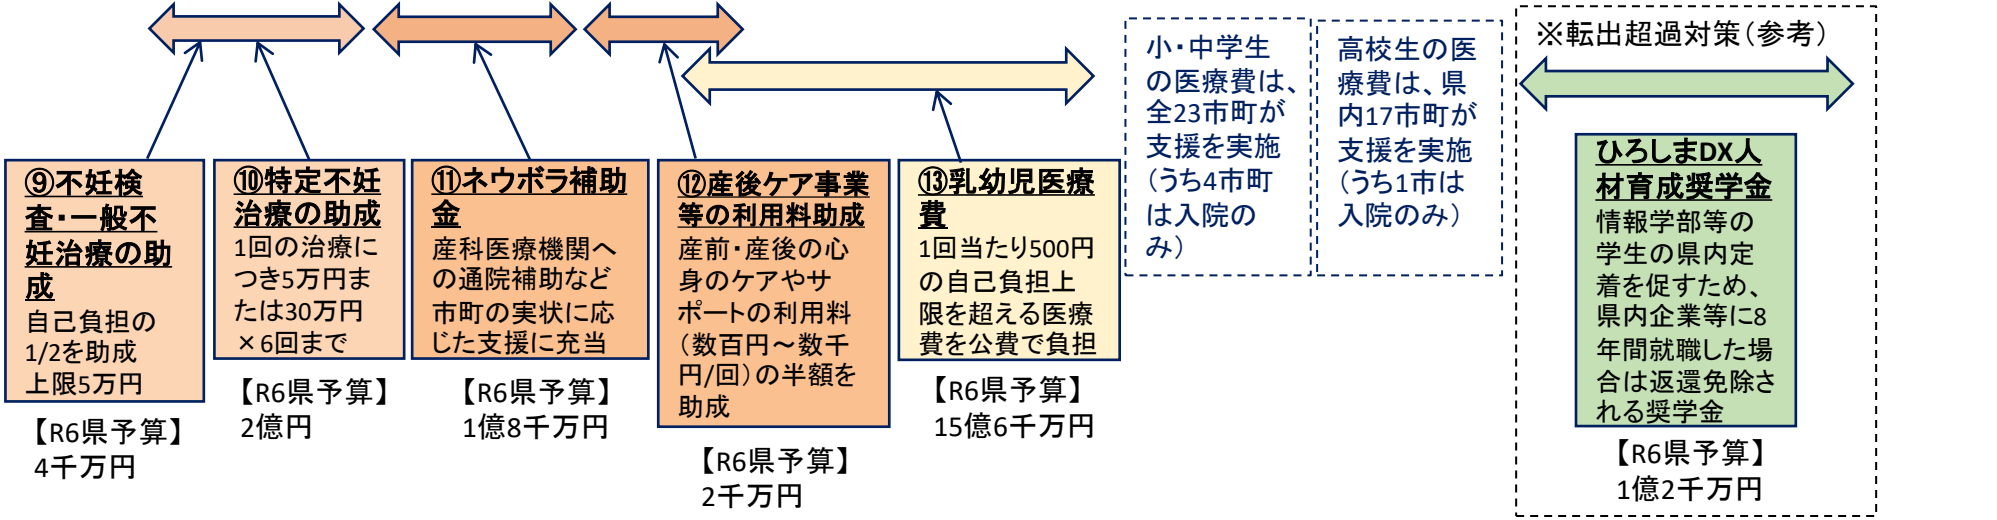 ⑨不妊検
査・一般不
妊治療の助
成
自己負担の
1/2を助成
上限5万円
【R6県予算】
4千万円
⑩特定不妊
治療の助成
1回の治療に
つき5万円ま
たは30万円
×6回まで
【R6県予算】
2億円
⑪ネウボラ補助
金
産科医療機関へ
の通院補助など
市町の実状に応
じた支援に充当
【R6県予算】
1億8千万円
⑫産後ケア事業
等の利用料助成
産前・産後の心
身のケアやサ
ポートの利用料
（数百円～数千
円/回）の半額を
助成
【R6県予算】
2千万円
⑬乳幼児医療
費
1回当たり500円
の自己負担上
限を超える医療
費を公費で負担
【R6県予算】
15億6千万円
小・中学生
の医療費は、
全23市町が
支援を実施
（うち4市町
は入院の
み）
高校生の医
療費は、県
内17市町が
支援を実施
（うち1市は
入院のみ）
※転出超過対策（参考）
ひろしまDX人
材育成奨学金
情報学部等の
学生の県内定
着を促すため、
県内企業等に8
年間就職した場
合は返還免除さ
れる奨学金
【R6県予算】
1億2千万円